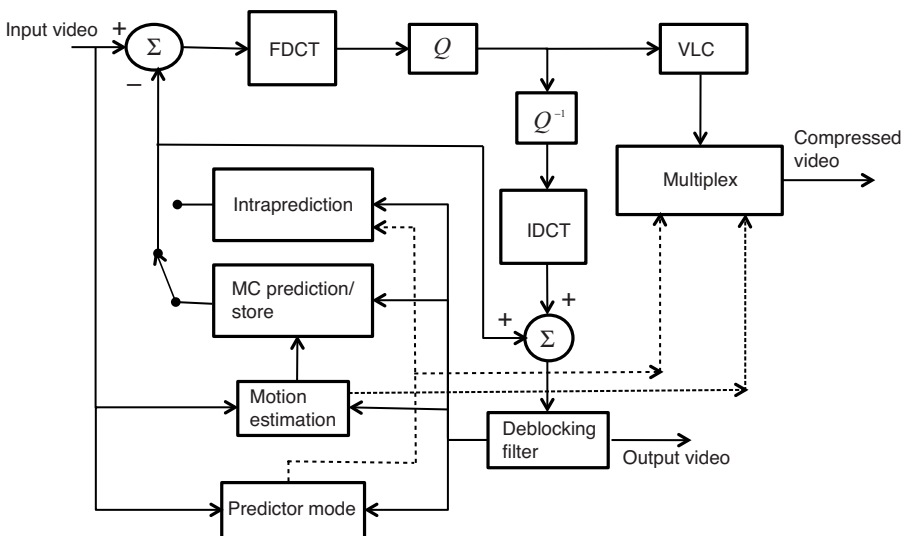 Input video
+
Σ
−
FDCT
Q
VLC
Q⁻¹
Compressed
video
Multiplex
Intraprediction
IDCT
MC prediction/
store
+
+
Σ
Motion
estimation
Deblocking
filter
Output video
Predictor mode